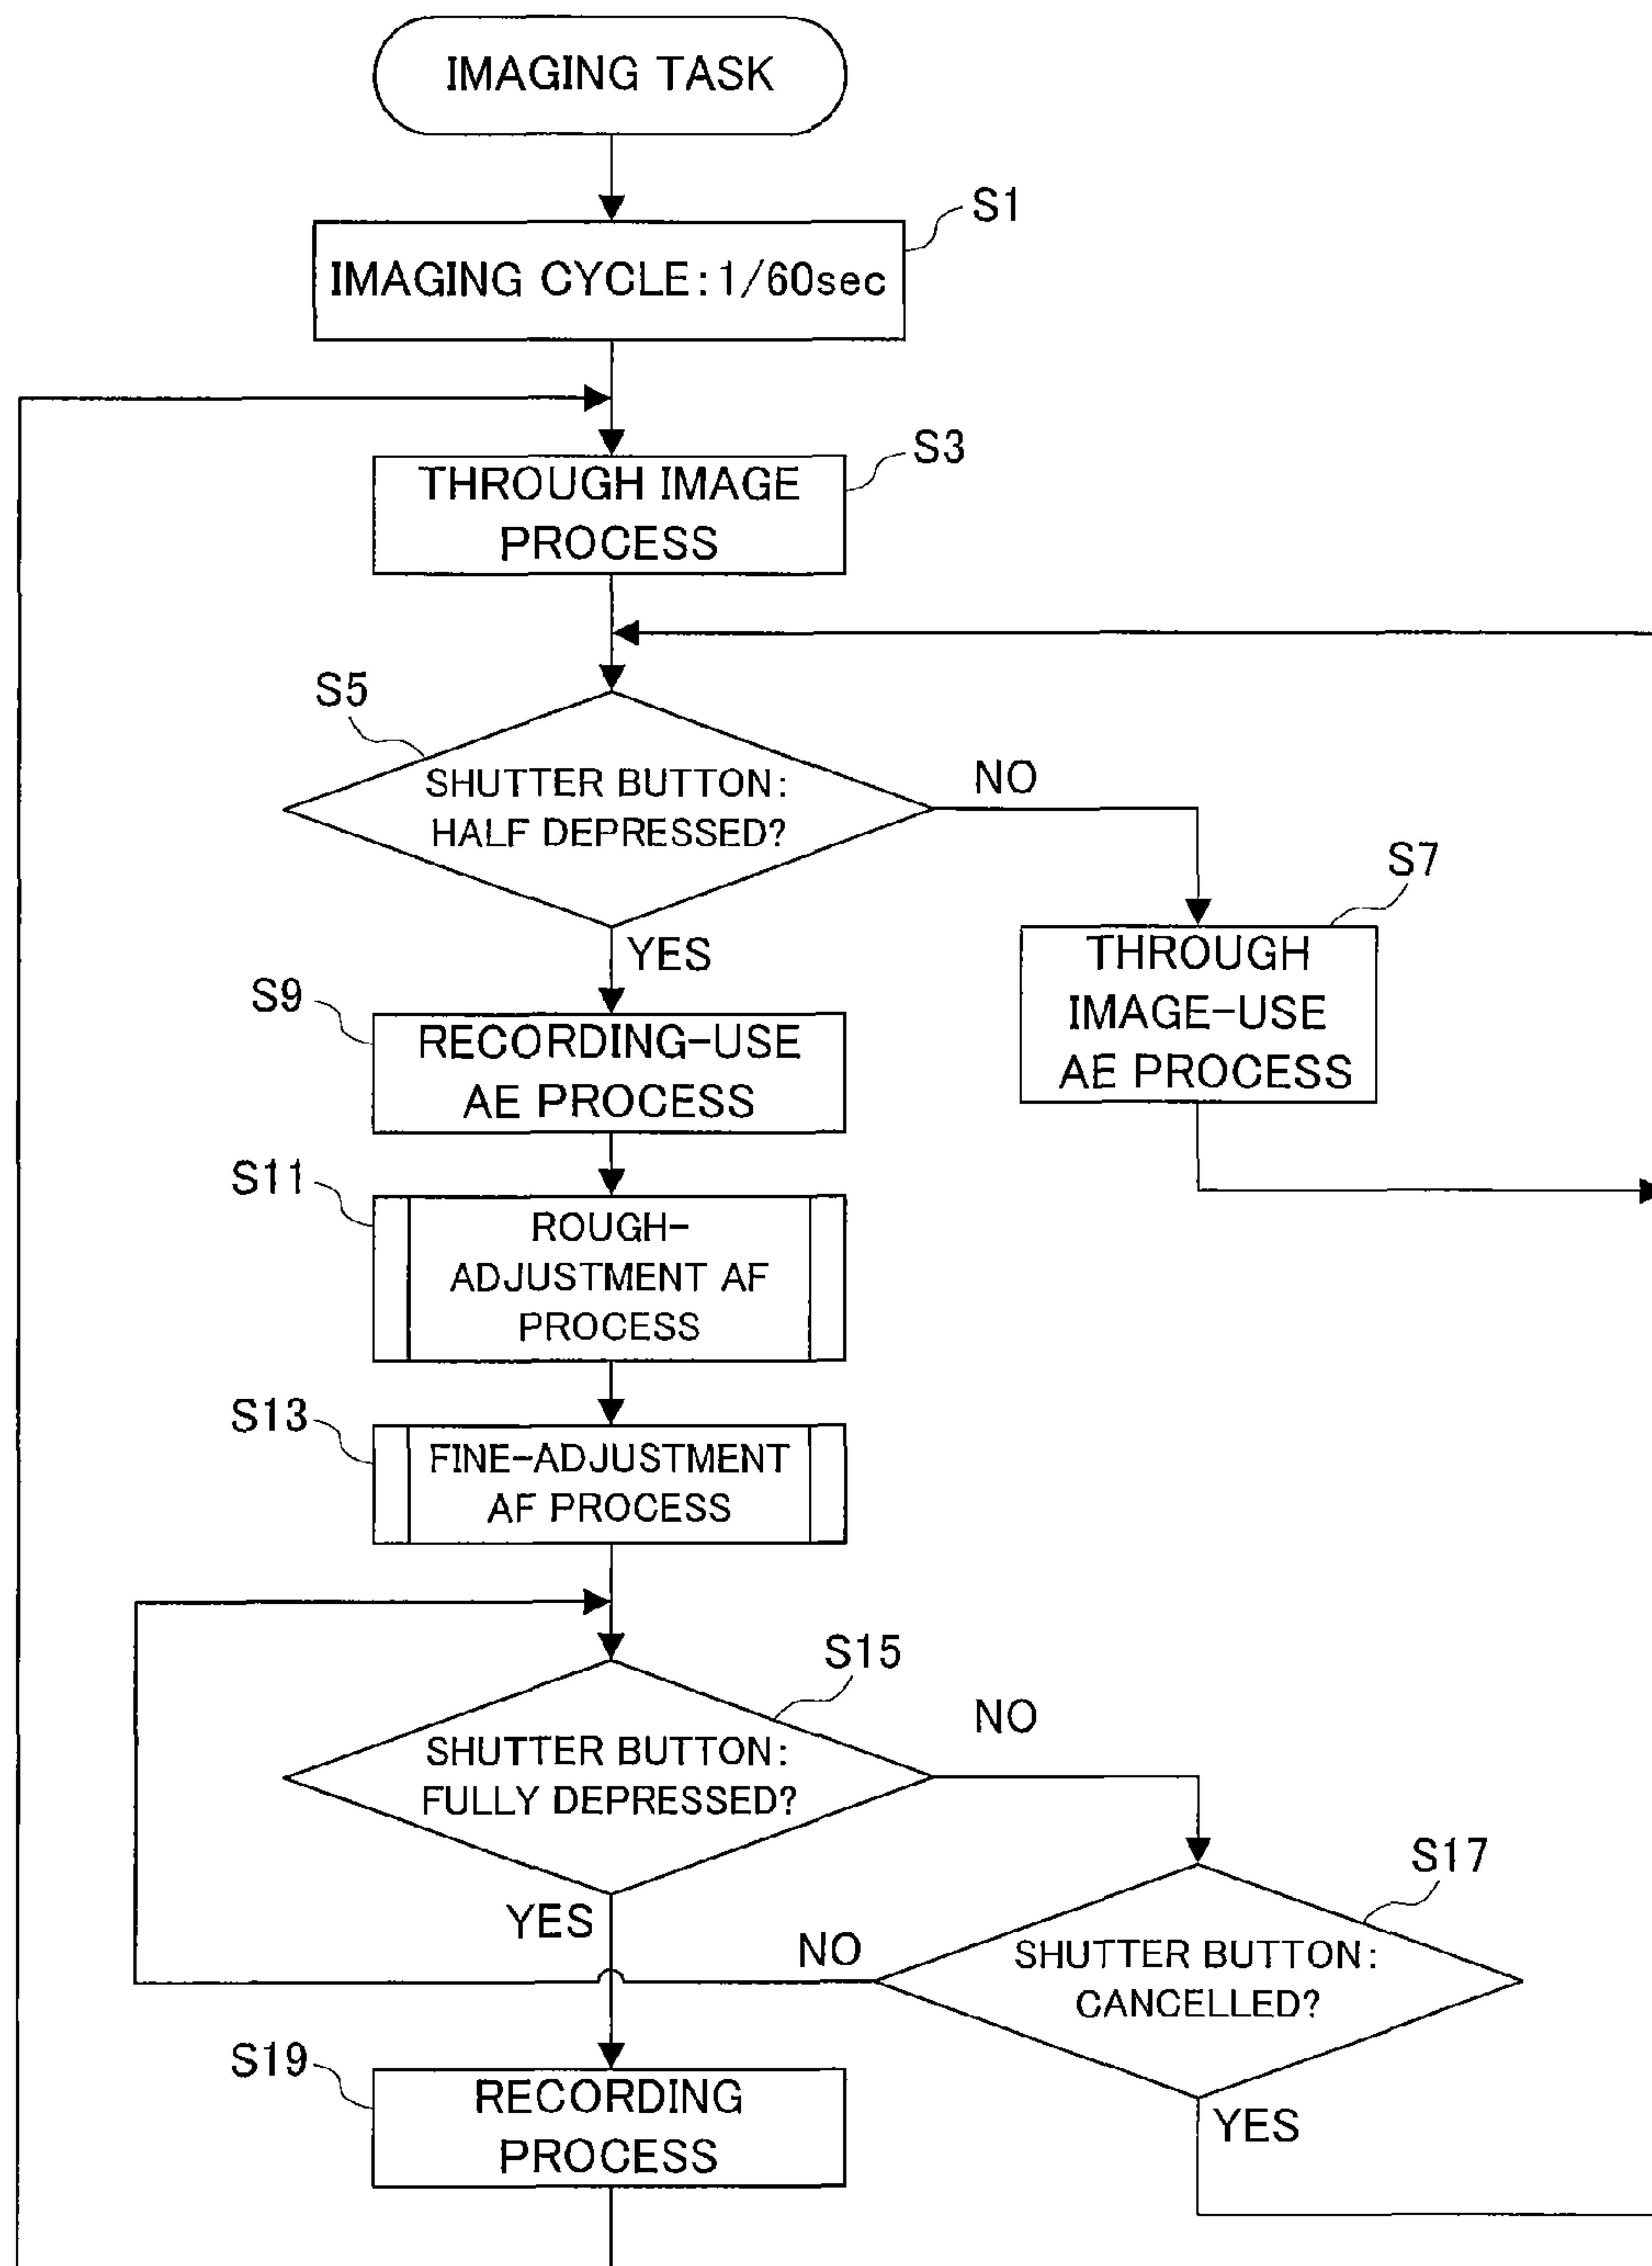 IMAGING TASK
S1
IMAGING CYCLE:1/60sec
S3
THROUGH IMAGE
PROCESS
S5
SHUTTER BUTTON:
HALF DEPRESSED?
NO
YES
S7
THROUGH
IMAGE-USE
AE PROCESS
S9
RECORDING-USE
AE PROCESS
S11
ROUGH-
ADJUSTMENT AF
PROCESS
S13
FINE-ADJUSTMENT
AF PROCESS
S15
SHUTTER BUTTON:
FULLY DEPRESSED?
NO
YES
S17
SHUTTER BUTTON:
CANCELLED?
NO
YES
S19
RECORDING
PROCESS